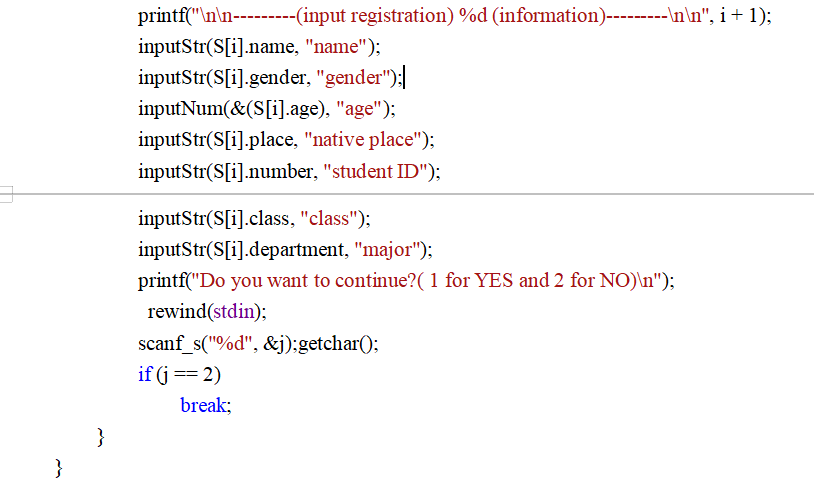 printf("\n\n---------(input registration) %d (information)---------\n\n", i + 1);
inputStr(S[i].name, "name");
inputStr(S[i].gender, "gender");
inputNum(&(S[i].age), "age");
inputStr(S[i].place, "native place");
inputStr(S[i].number, "student ID");
inputStr(S[i].class, "class");
inputStr(S[i].department, "major");
printf("Do you want to continue?( 1 for YES and 2 for NO)\n");
rewind(stdin);
scanf_s("%d", &j);getchar();
if (j == 2)
break;
}
}